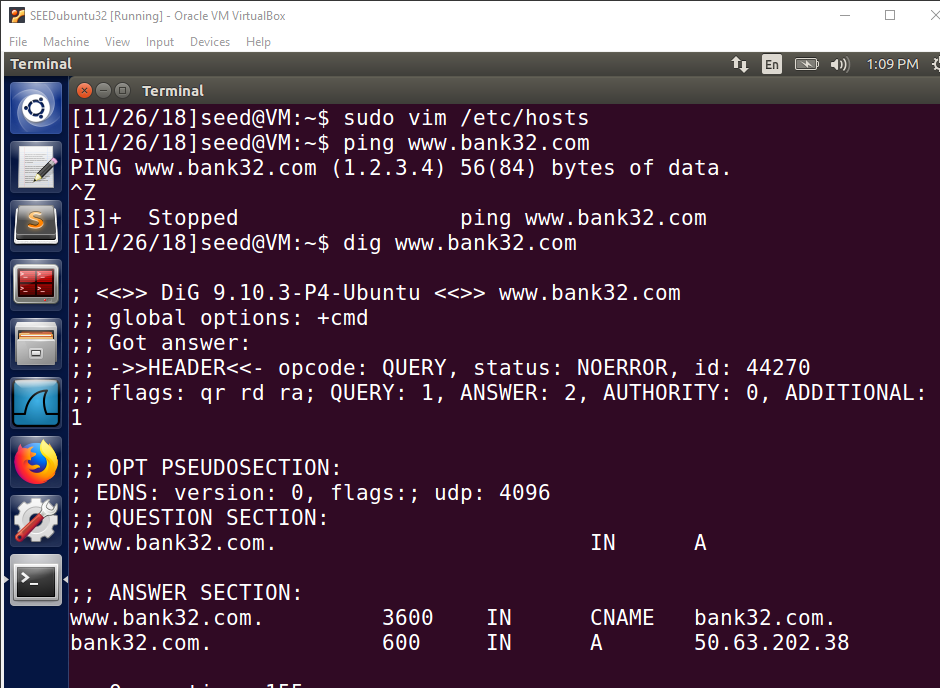 SEEDubuntu32 [Running] - Oracle VM VirtualBox
File Machine View Input Devices Help
Terminal En 1:09 PM
Terminal
[11/26/18]seed@VM:~$ sudo vim /etc/hosts
[11/26/18]seed@VM:~$ ping www.bank32.com
PING www.bank32.com (1.2.3.4) 56(84) bytes of data.
^Z
[3]+  Stopped                 ping www.bank32.com
[11/26/18]seed@VM:~$ dig www.bank32.com
; <<>> DiG 9.10.3-P4-Ubuntu <<>> www.bank32.com
;; global options: +cmd
;; Got answer:
;; ->>HEADER<<- opcode: QUERY, status: NOERROR, id: 44270
;; flags: qr rd ra; QUERY: 1, ANSWER: 2, AUTHORITY: 0, ADDITIONAL:
1
;; OPT PSEUDOSECTION:
; EDNS: version: 0, flags:; udp: 4096
;; QUESTION SECTION:
;www.bank32.com.                        IN      A
;; ANSWER SECTION:
www.bank32.com.         3600    IN      CNAME   bank32.com.
bank32.com.             600     IN      A       50.63.202.38